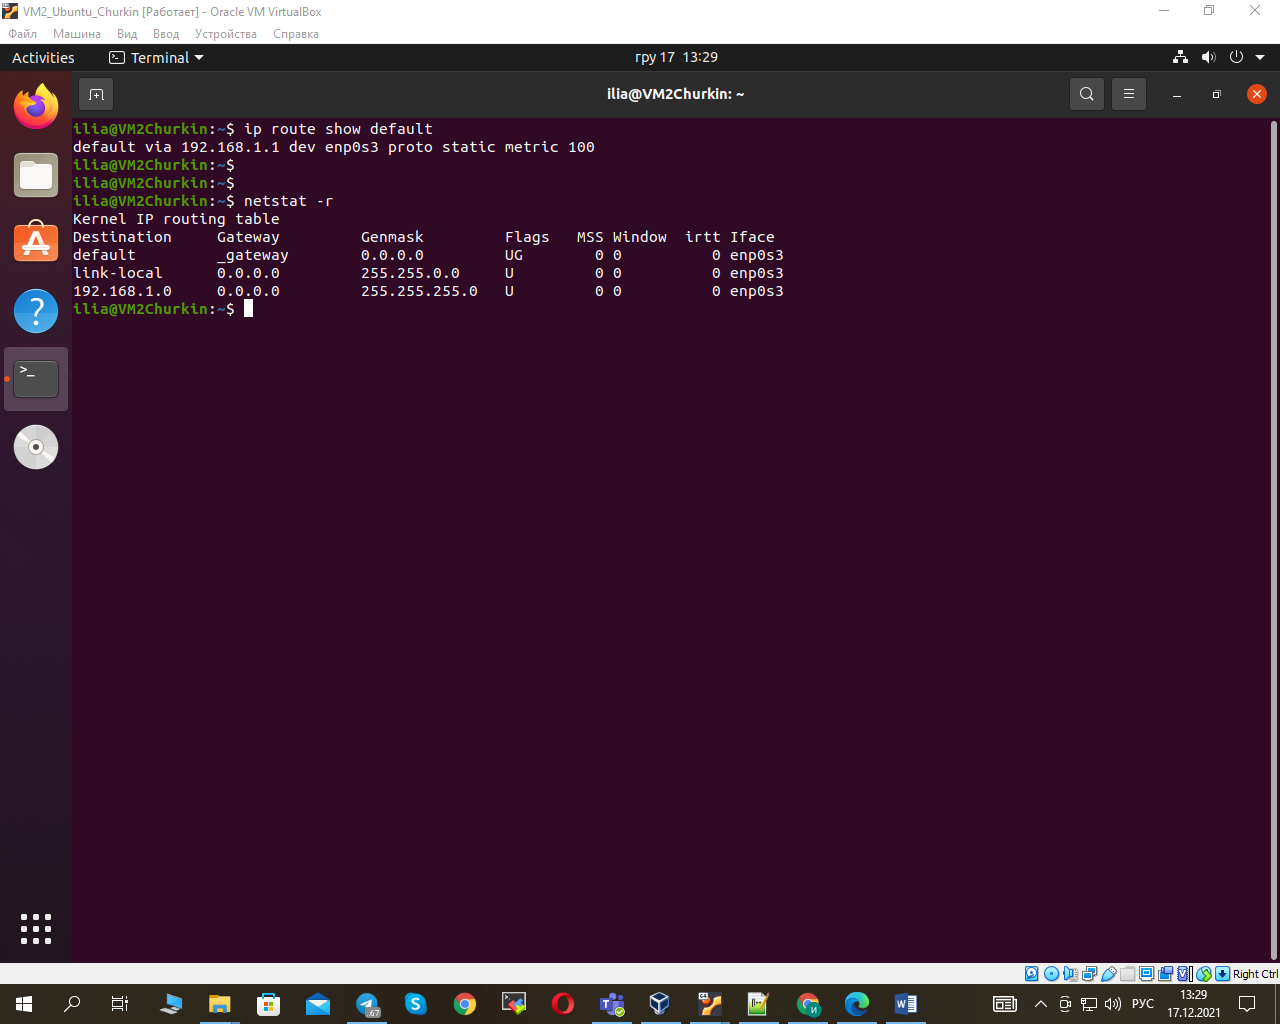 VM2_Ubuntu_Churkin [Работает] - Oracle VM VirtualBox
Файл Машина Вид Ввод Устройства Справка
Activities Terminal гру 17 13:29
ilia@VM2Churkin: ~
ilia@VM2Churkin:~$ ip route show default
default via 192.168.1.1 dev enp0s3 proto static metric 100
ilia@VM2Churkin:~$
ilia@VM2Churkin:~$
ilia@VM2Churkin:~$ netstat -r
Kernel IP routing table
Destination Gateway Genmask Flags MSS Window irtt Iface
default _gateway 0.0.0.0 UG 0 0 0 enp0s3
link-local 0.0.0.0 255.255.0.0 U 0 0 0 enp0s3
192.168.1.0 0.0.0.0 255.255.255.0 U 0 0 0 enp0s3
ilia@VM2Churkin:~$
Right Ctrl
РУС
13:29
17.12.2021